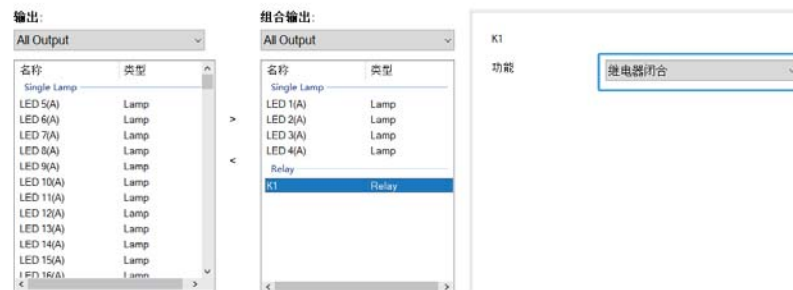 输出:
All Output
名称 类型
Single Lamp
LED 5(A) Lamp
LED 6(A) Lamp
LED 7(A) Lamp
LED 8(A) Lamp
LED 9(A) Lamp
LED 10(A) Lamp
LED 11(A) Lamp
LED 12(A) Lamp
LED 13(A) Lamp
LED 14(A) Lamp
LED 15(A) Lamp
LED 16(A) Lamp
>
<
组合输出:
All Output
名称 类型
Single Lamp
LED 1(A) Lamp
LED 2(A) Lamp
LED 3(A) Lamp
LED 4(A) Lamp
Relay
K1 Relay
K1
功能 继电器闭合